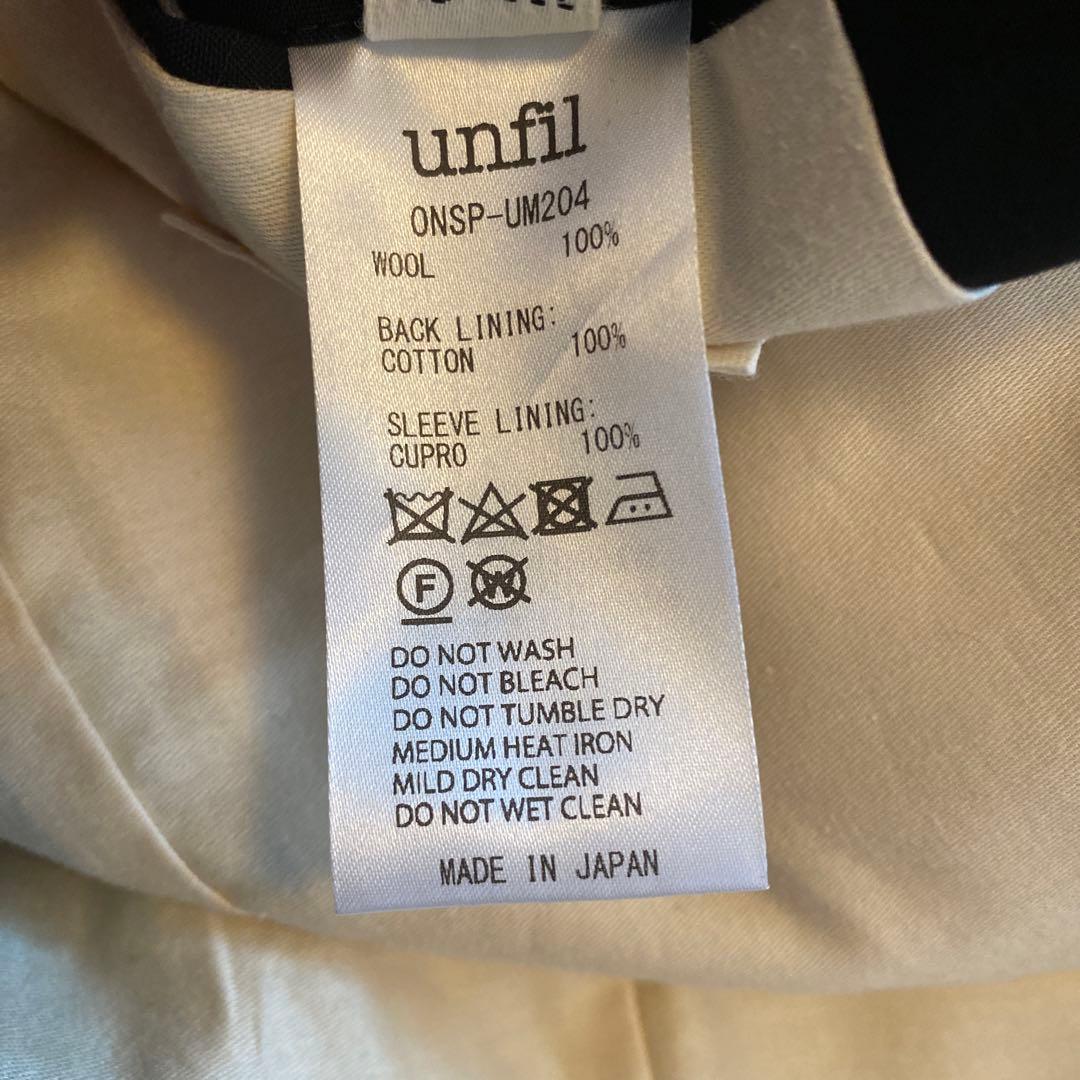 unfil
ONSP-UM204
WOOL 100%
BACK LINING:
COTTON 100%
SLEEVE LINING:
CUPRO 100%
F W
DO NOT WASH
DO NOT BLEACH
DO NOT TUMBLE DRY
MEDIUM HEAT IRON
MILD DRY CLEAN
DO NOT WET CLEAN
MADE IN JAPAN